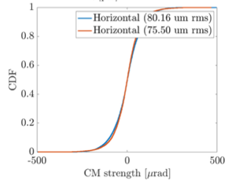 1
Horizontal (80.16 um rms)
Horizontal (75.50 um rms)
0.8
0.6
CDF
0.4
0.2
0
-500
0
500
CM strength [μrad]